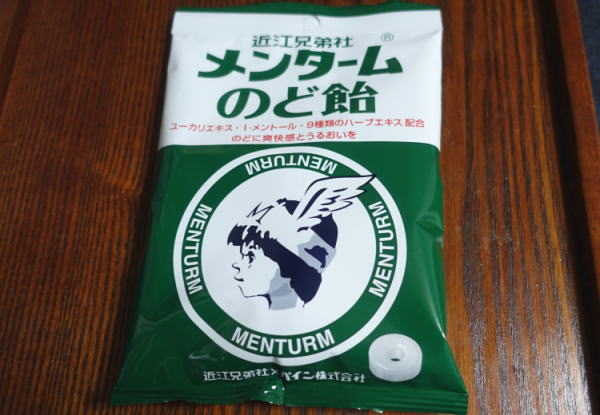 近江兄弟社
メンターム®
のど飴
ユーカリエキス・l-メントール・9種類のハーブエキス配合
のどに爽快感とうるおいを
MENTURM
MENTURM
MENTURM
MENTURM
近江兄弟社×パイン株式会社